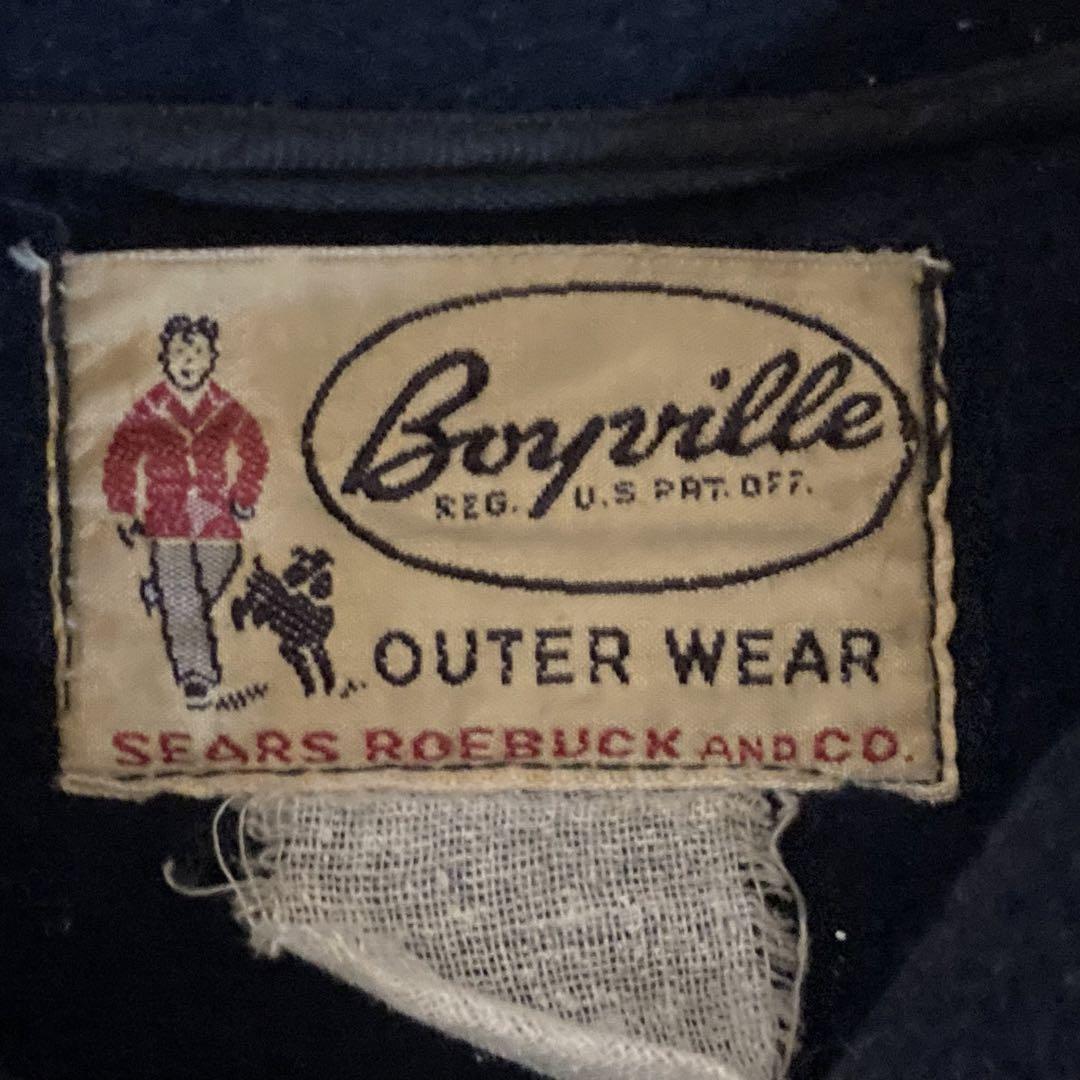 Boyville
REG. U.S PAT. OFF.
OUTER WEAR
SEARS ROEBUCK AND CO.